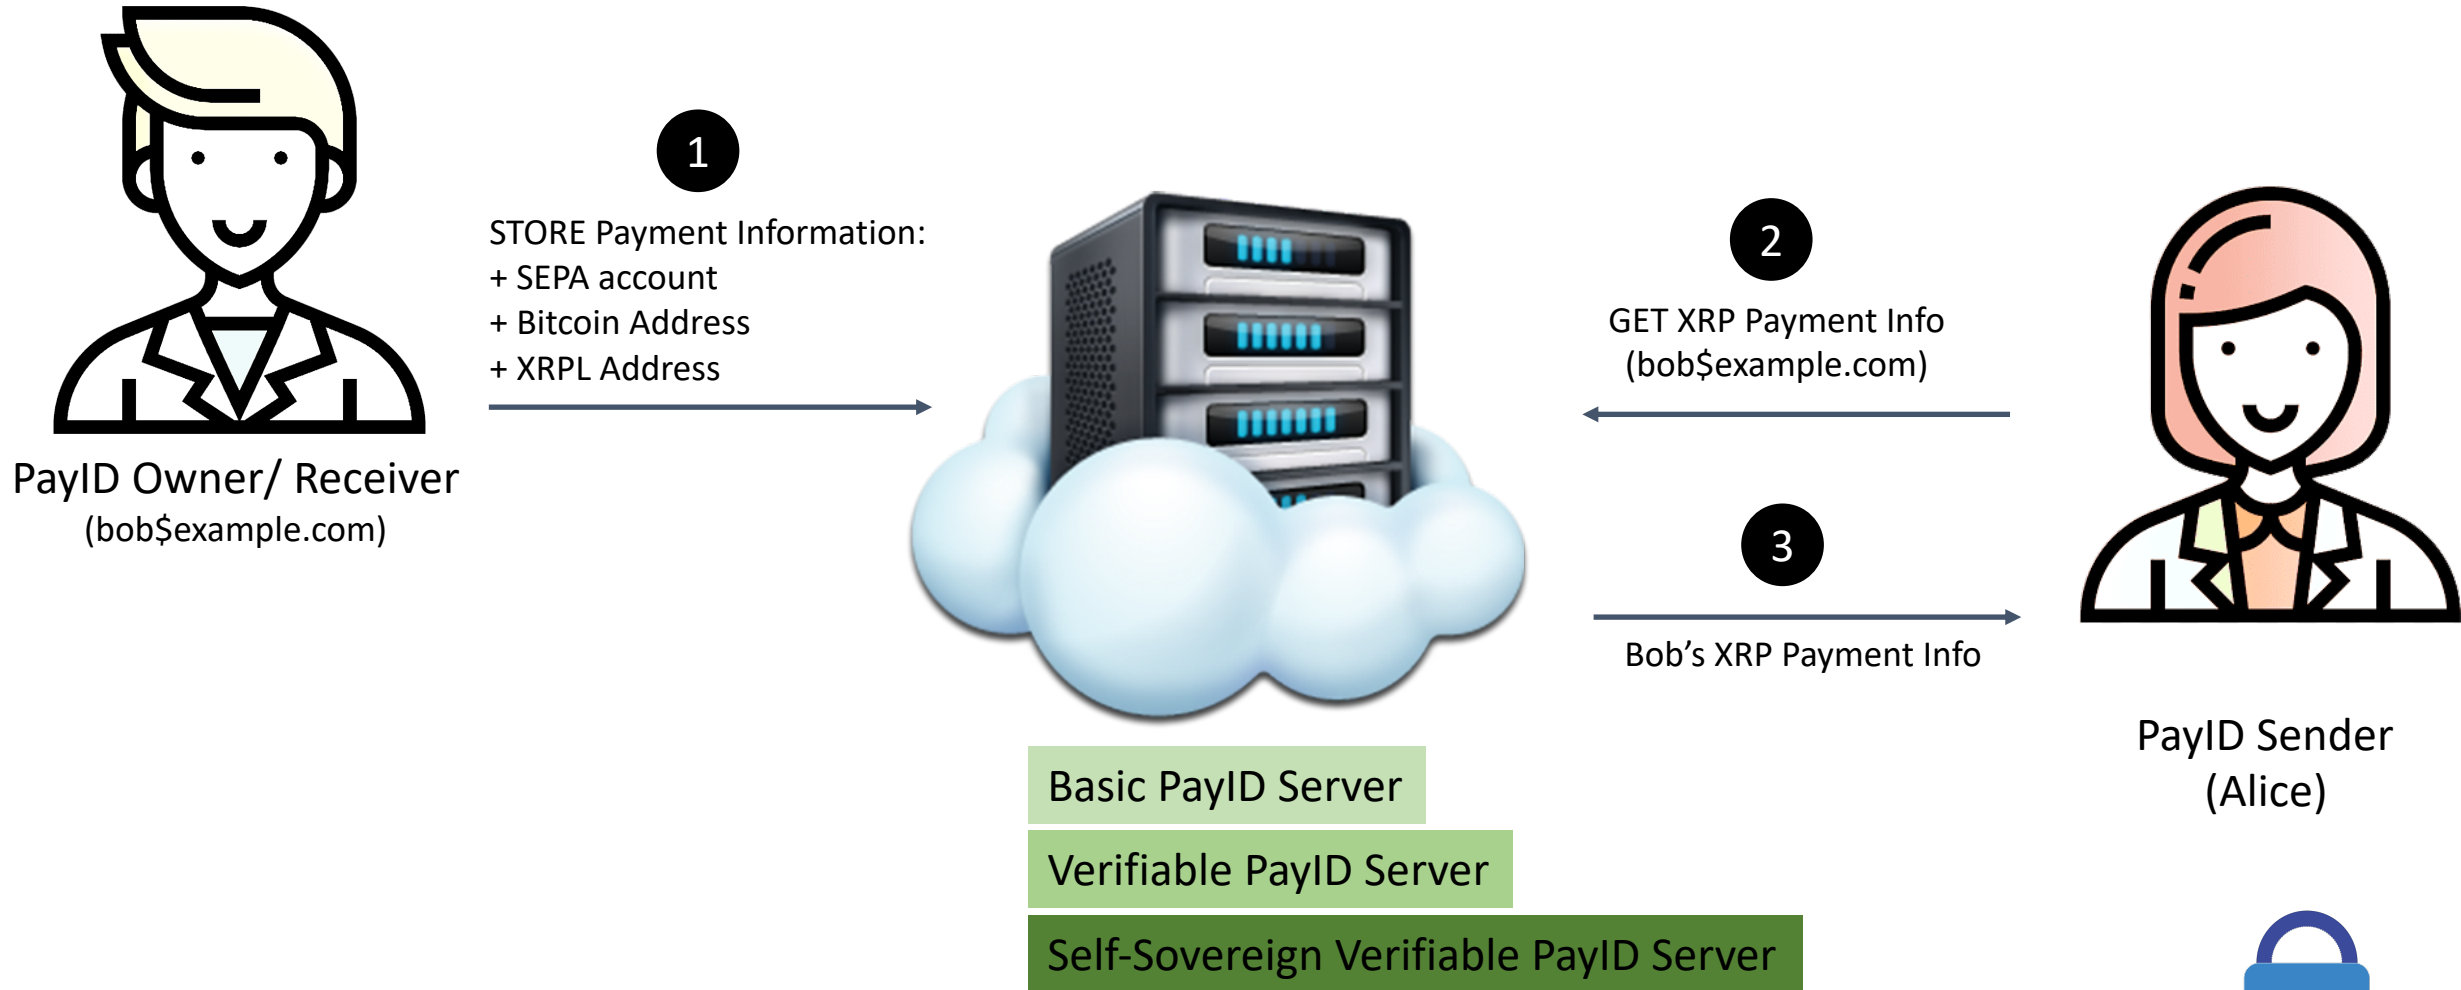 1
STORE Payment Information:
+ SEPA account
+ Bitcoin Address
+ XRPL Address
PayID Owner/ Receiver
(bob$example.com)
2
GET XRP Payment Info
(bob$example.com)
3
Bob’s XRP Payment Info
PayID Sender
(Alice)
Basic PayID Server
Verifiable PayID Server
Self-Sovereign Verifiable PayID Server